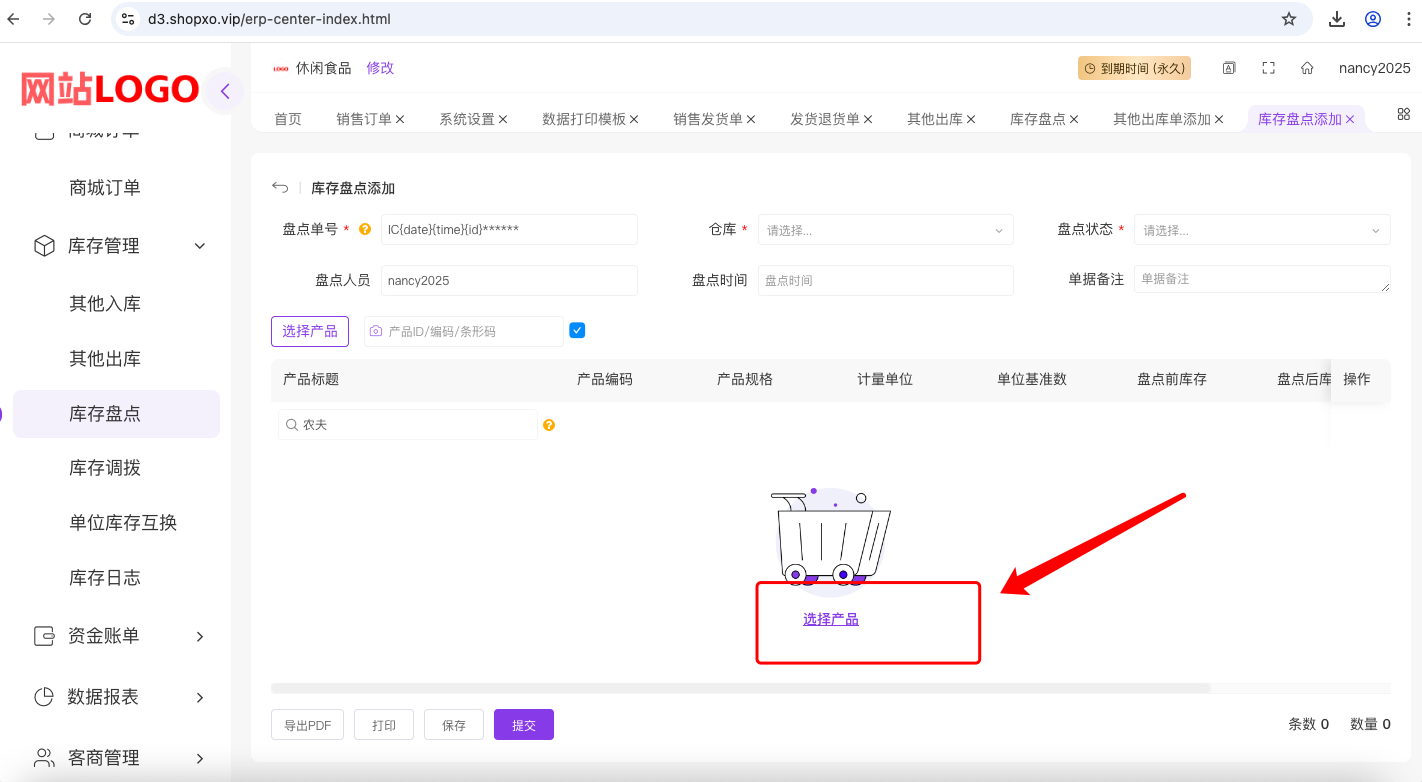 d3.shopxo.vip/erp-center-index.html
网站LOGO
LOGO 休闲食品 修改
到期时间 (永久)
nancy2025
首页 销售订单 系统设置 数据打印模板 销售发货单 发货退货单 其他出库 库存盘点 其他出库单添加 库存盘点添加
商城订单
商城订单
库存管理
其他入库
其他出库
库存盘点
库存调拨
单位库存互换
库存日志
资金账单
数据报表
客商管理
库存盘点添加
盘点单号 * IC{date}{time}{id}******
仓库 * 请选择...
盘点状态 * 请选择...
盘点人员 nancy2025
盘点时间 盘点时间
单据备注 单据备注
选择产品 产品ID/编码/条形码
产品标题 产品编码 产品规格 计量单位 单位基准数 盘点前库存 盘点后库 操作
农夫
选择产品
导出PDF 打印 保存 提交
条数 0 数量 0